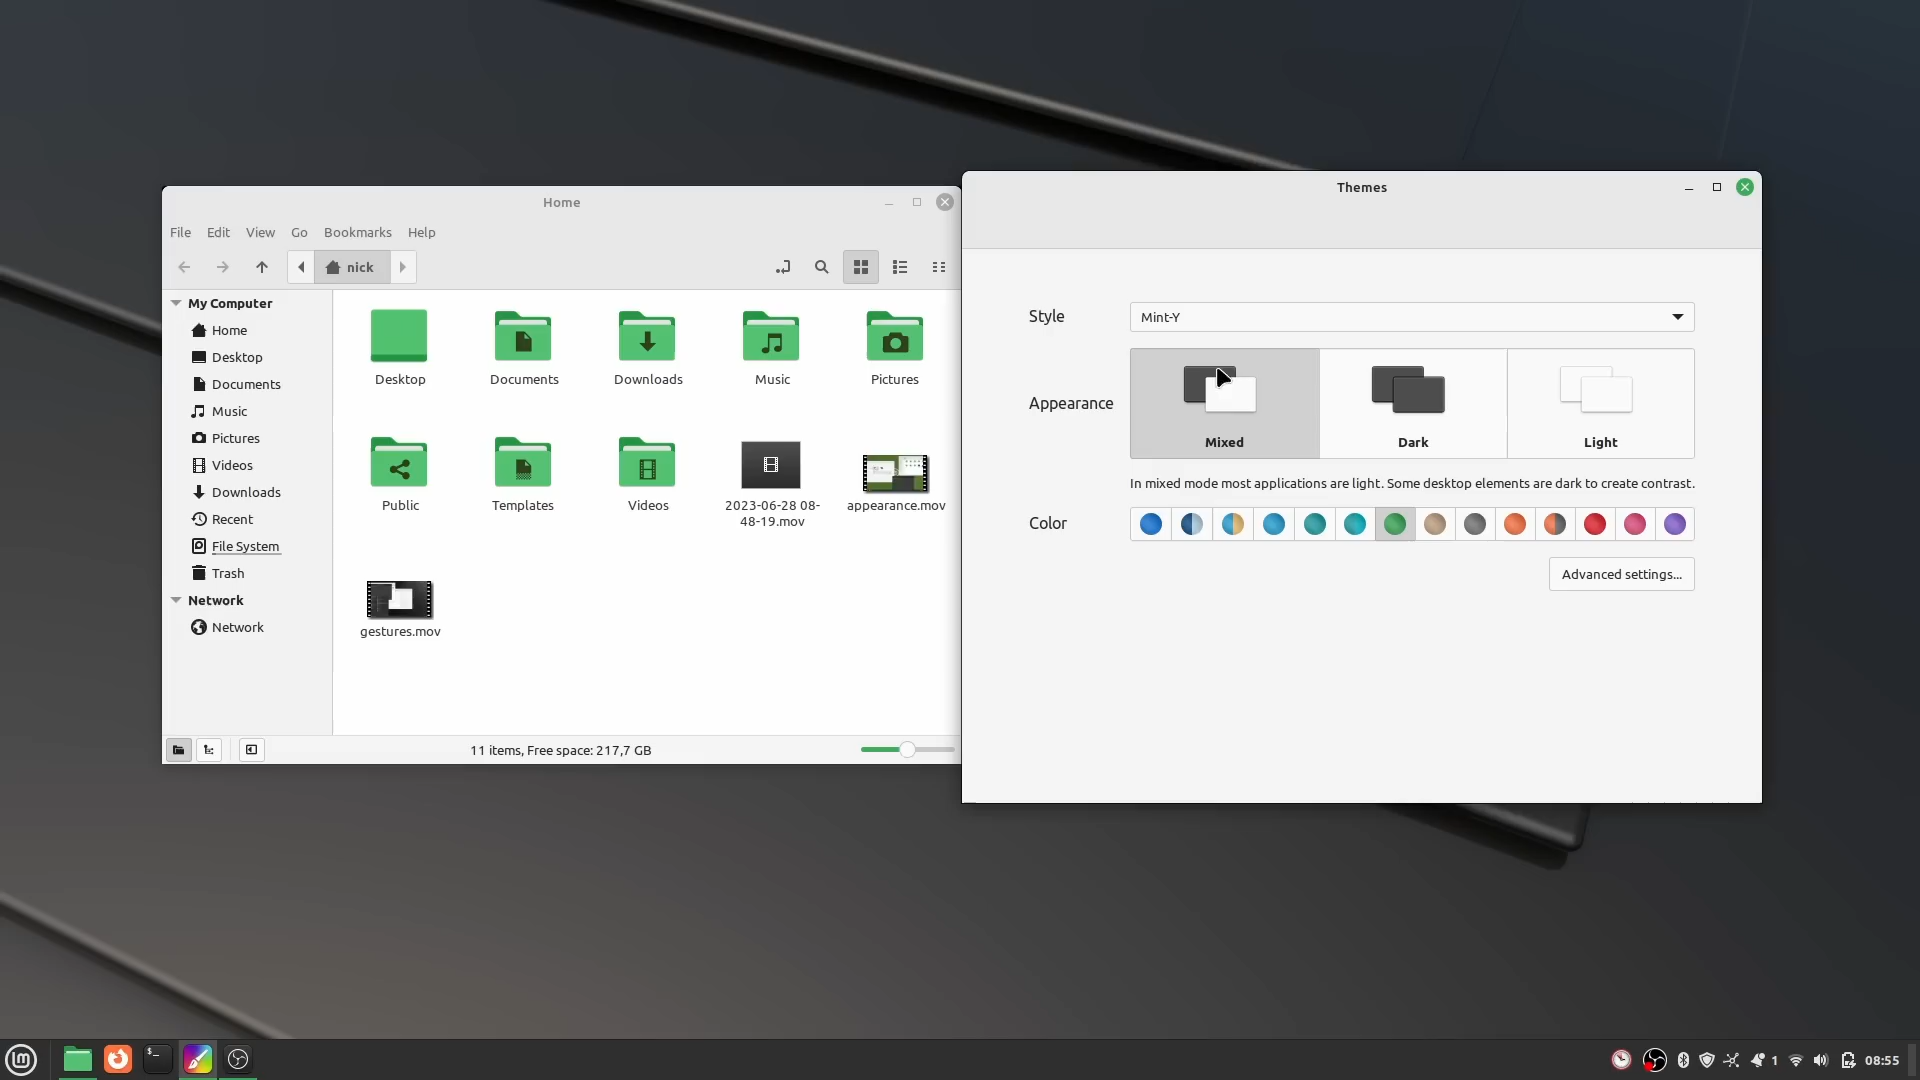 Home
File Edit View Go Bookmarks Help
nick
My Computer
Home
Desktop
Documents
Music
Pictures
Videos
Downloads
Recent
File System
Trash
Network
Network
Desktop Documents Downloads Music Pictures
Public Templates Videos 2023-06-28 08- appearance.mov
48-19.mov
gestures.mov
11 items, Free space: 217,7 GB
Themes
Style Mint-Y
Appearance
Mixed Dark Light
In mixed mode most applications are light. Some desktop elements are dark to create contrast.
Color
Advanced settings...
1 08:55